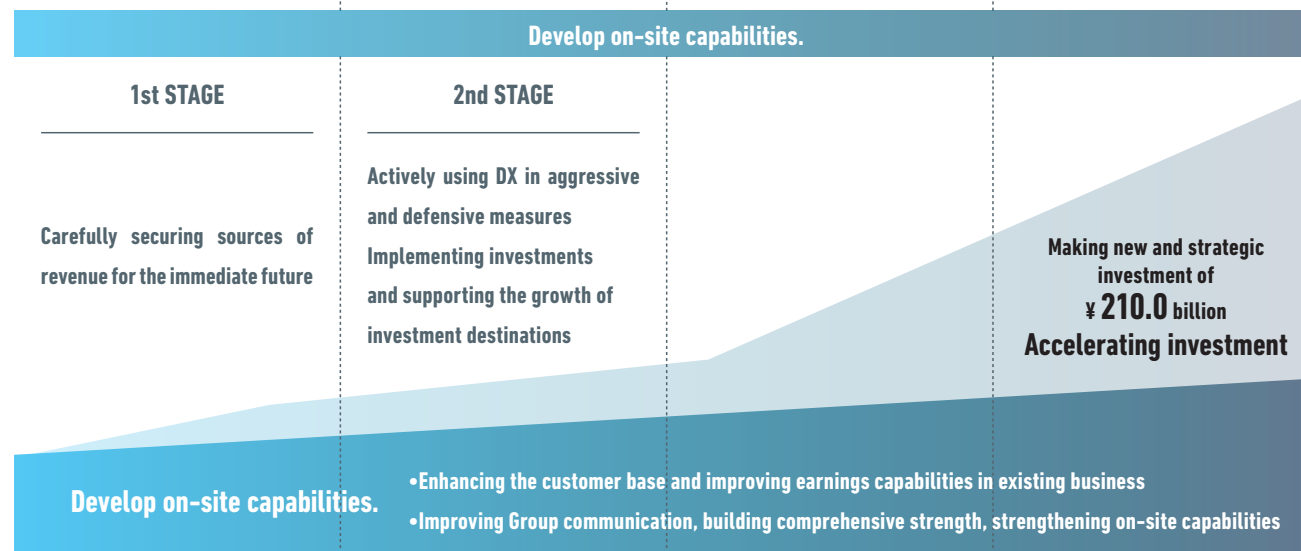 Develop on-site capabilities.
1st STAGE
Carefully securing sources of
revenue for the immediate future
2nd STAGE
Actively using DX in aggressive
and defensive measures
Implementing investments
and supporting the growth of
investment destinations
Making new and strategic
investment of
¥ 210.0 billion
Accelerating investment
Develop on-site capabilities.
•Enhancing the customer base and improving earnings capabilities in existing business
•Improving Group communication, building comprehensive strength, strengthening on-site capabilities